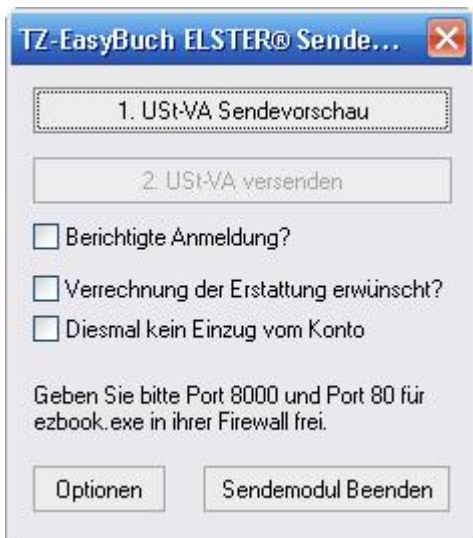 TZ-EasyBuch ELSTER® Sende...
1. USt-VA Sendevorschau
2. USt-VA versenden
Berichtigte Anmeldung?
Verrechnung der Erstattung erwünscht?
Diesmal kein Einzug vom Konto
Geben Sie bitte Port 8000 und Port 80 für
ezbook.exe in ihrer Firewall frei.
Optionen
Sendemodul Beenden